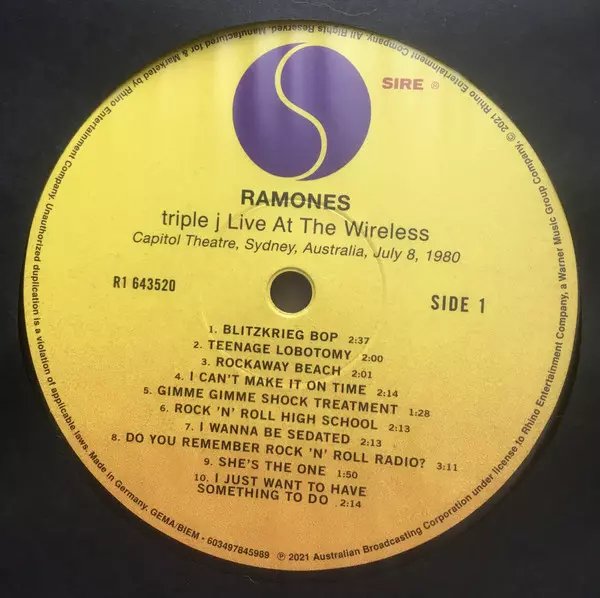 SIRE ®
RAMONES
triple j Live At The Wireless
Capitol Theatre, Sydney, Australia, July 8, 1980
R1 643520
SIDE 1
1. BLITZKRIEG BOP 2:37
2. TEENAGE LOBOTOMY 2:00
3. ROCKAWAY BEACH 2:01
4. I CAN'T MAKE IT ON TIME 2:14
5. GIMME GIMME SHOCK TREATMENT 1:28
6. ROCK 'N' ROLL HIGH SCHOOL 2:13
7. I WANNA BE SEDATED 2:13
8. DO YOU REMEMBER ROCK 'N' ROLL RADIO? 3:11
9. SHE'S THE ONE 1:50
10. I JUST WANT TO HAVE
SOMETHING TO DO 2:14
℗ 2021 Australian Broadcasting Corporation under license to Rhino Entertainment Company, a Warner Music Group Company, © 2021 Rhino Entertainment Company. All Rights Reserved. Manufactured for & Marketed by Rhino Entertainment Company. Unauthorized duplication is a violation of applicable laws. Made in Germany. GEMA/BIEM - 603497845989